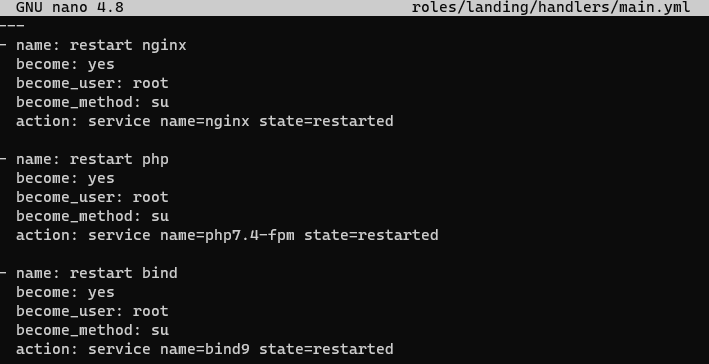 GNU nano 4.8 roles/landing/handlers/main.yml
---
- name: restart nginx
  become: yes
  become_user: root
  become_method: su
  action: service name=nginx state=restarted

- name: restart php
  become: yes
  become_user: root
  become_method: su
  action: service name=php7.4-fpm state=restarted

- name: restart bind
  become: yes
  become_user: root
  become_method: su
  action: service name=bind9 state=restarted